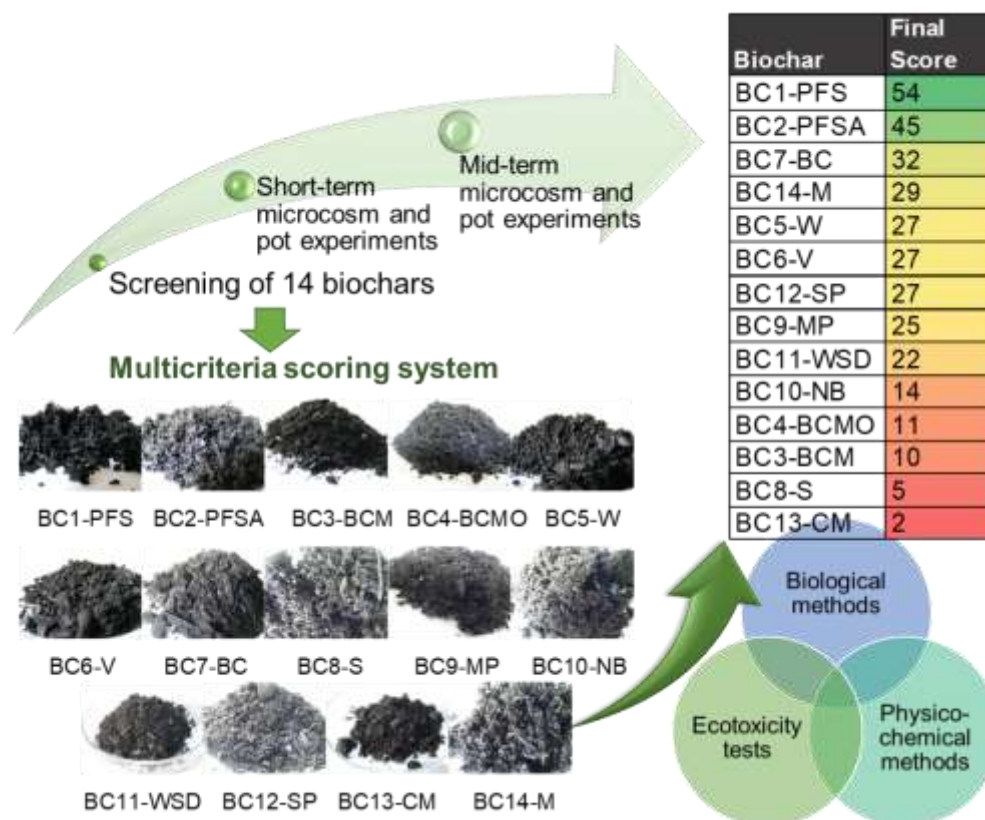 Short-term
microcosm and
pot experiments
Mid-term
microcosm and
pot experiments
Screening of 14 biochars
Multicriteria scoring system
BC1-PFS BC2-PFSA BC3-BCM BC4-BCMO BC5-W
BC6-V BC7-BC BC8-S BC9-MP BC10-NB
BC11-WSD BC12-SP BC13-CM BC14-M
Biochar Final
Score
BC1-PFS 54
BC2-PFSA 45
BC7-BC 32
BC14-M 29
BC5-W 27
BC6-V 27
BC12-SP 27
BC9-MP 25
BC11-WSD 22
BC10-NB 14
BC4-BCMO 11
BC3-BCM 10
BC8-S 5
BC13-CM 2
Biological
methods
Ecotoxicity
tests
Physico-
chemical
methods